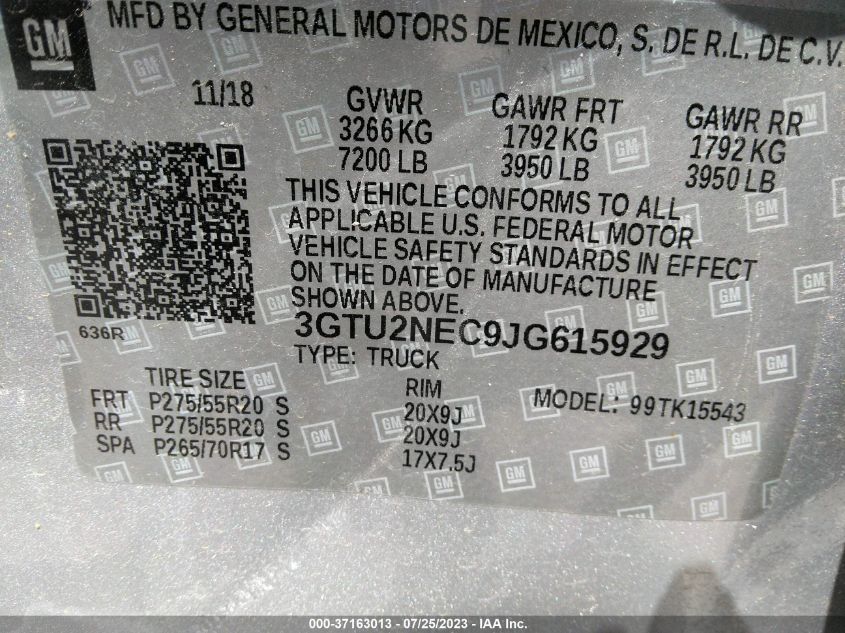 GM
MFD BY GENERAL MOTORS DE MEXICO, S. DE R.L. DE C.V.
11/18
GVWR GAWR FRT GAWR RR
3266 KG 1792 KG 1792 KG
7200 LB 3950 LB 3950 LB
THIS VEHICLE CONFORMS TO ALL
APPLICABLE U.S. FEDERAL MOTOR
VEHICLE SAFETY STANDARDS IN EFFECT
ON THE DATE OF MANUFACTURE
SHOWN ABOVE.
636R
3GTU2NEC9JG615929
TYPE: TRUCK
TIRE SIZE RIM MODEL: 99TK15543
FRT P275/55R20 S 20X9J
RR P275/55R20 S 20X9J
SPA P265/70R17 S 17X7.5J
000-37163013 - 07/25/2023 - IAA Inc.